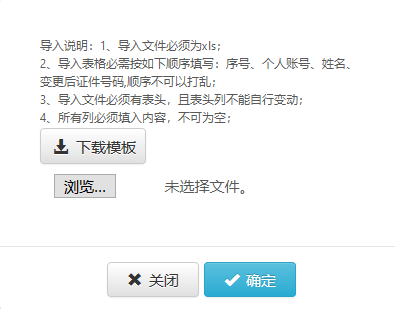 导入说明：1、导入文件必须为xls；
2、导入表格必需按如下顺序填写：序号、个人账号、姓名、
变更后证件号码,顺序不可以打乱；
3、导入文件必须有表头，且表头列不能自行变动；
4、所有列必须填入内容，不可为空；
下载模板
浏览... 未选择文件。
关闭 确定